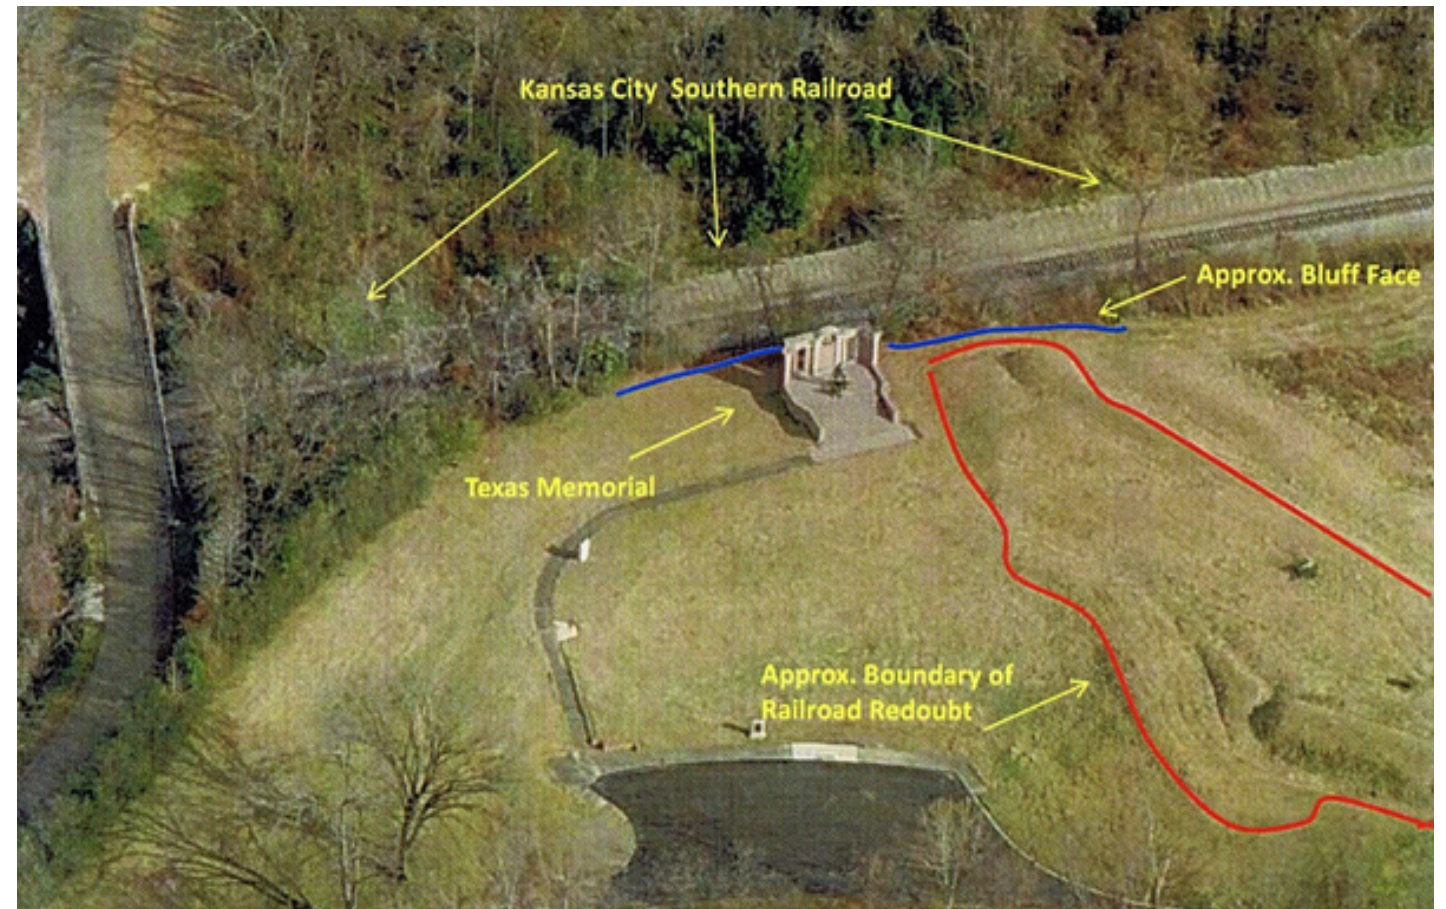 Kansas City Southern Railroad
Approx. Bluff Face
Texas Memorial
Approx. Boundary of
Railroad Redoubt